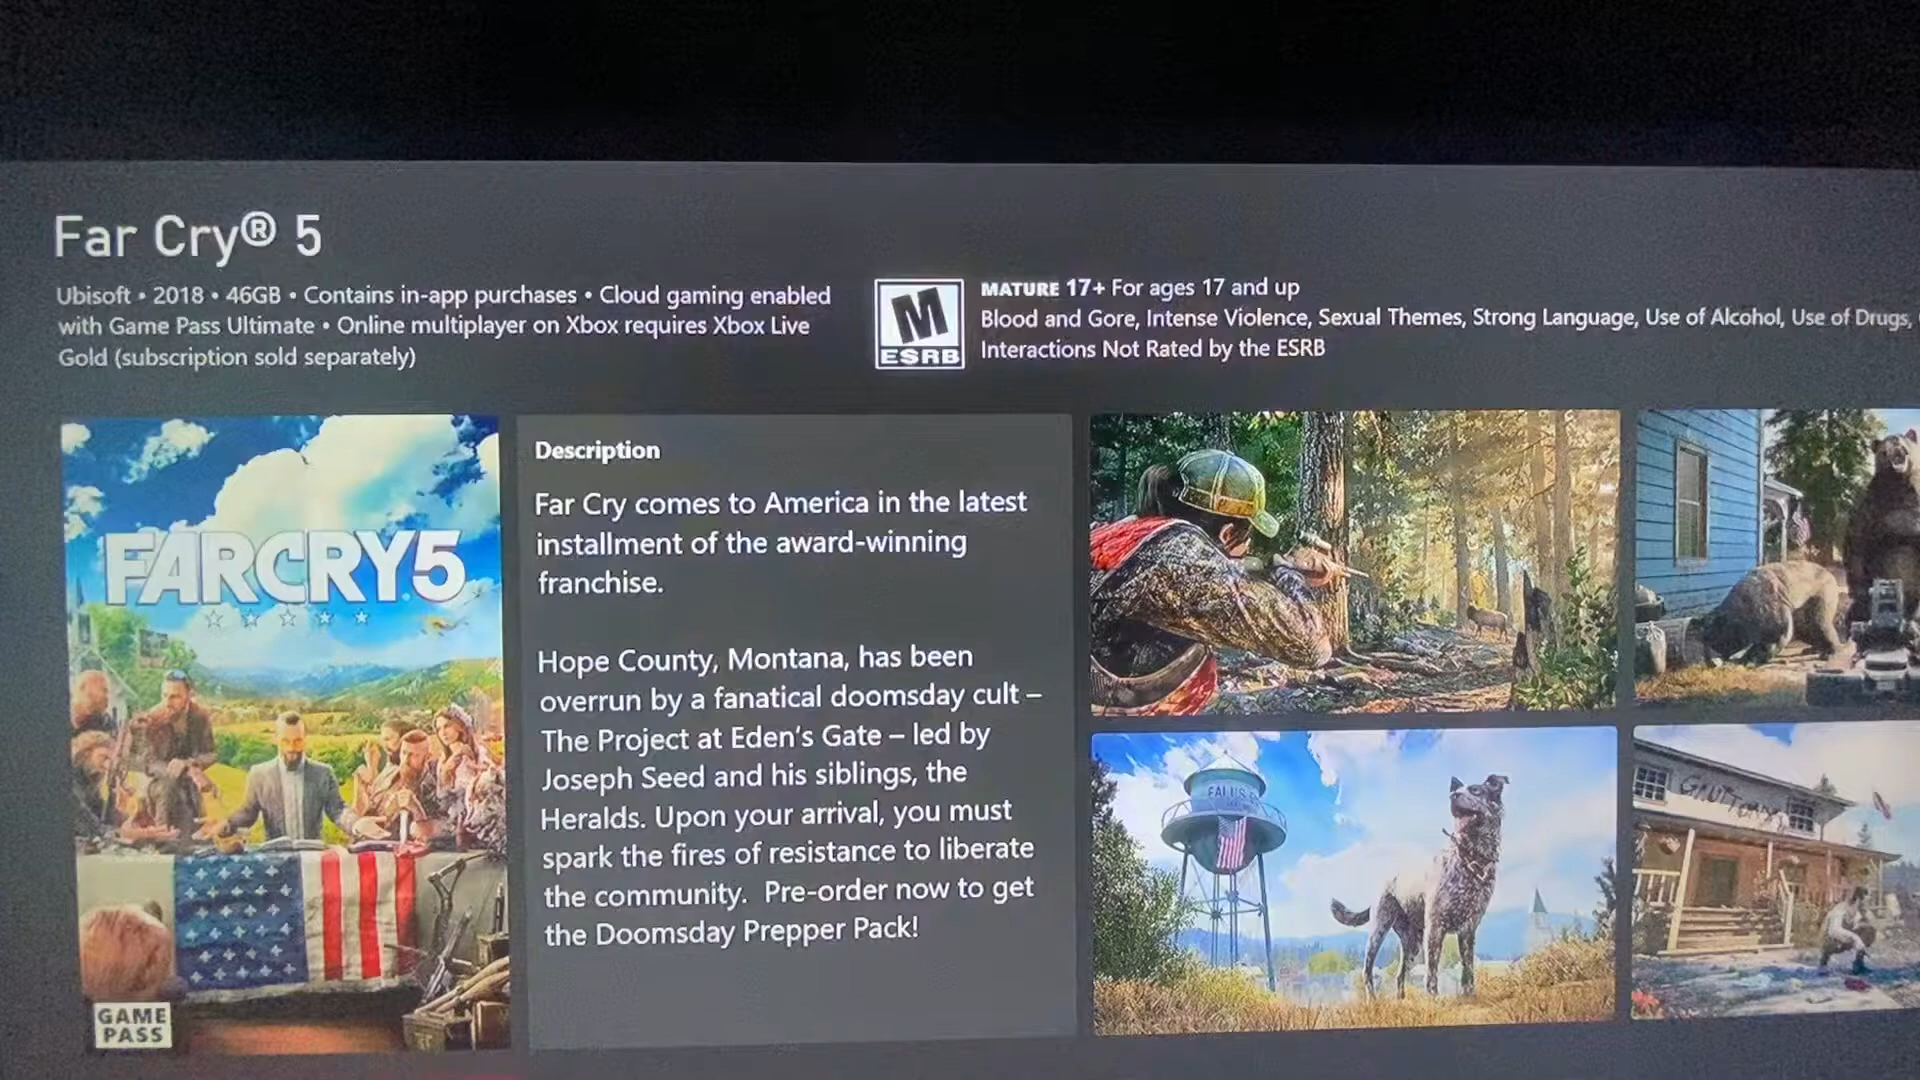 Far Cry® 5
Ubisoft • 2018 • 46GB • Contains in-app purchases • Cloud gaming enabled
with Game Pass Ultimate • Online multiplayer on Xbox requires Xbox Live
Gold (subscription sold separately)
M
ESRB
MATURE 17+ For ages 17 and up
Blood and Gore, Intense Violence, Sexual Themes, Strong Language, Use of Alcohol, Use of Drugs,
Interactions Not Rated by the ESRB
FARCRY5
GAME
PASS
Description
Far Cry comes to America in the latest
installment of the award-winning
franchise.
Hope County, Montana, has been
overrun by a fanatical doomsday cult –
The Project at Eden’s Gate – led by
Joseph Seed and his siblings, the
Heralds. Upon your arrival, you must
spark the fires of resistance to liberate
the community.  Pre-order now to get
the Doomsday Prepper Pack!